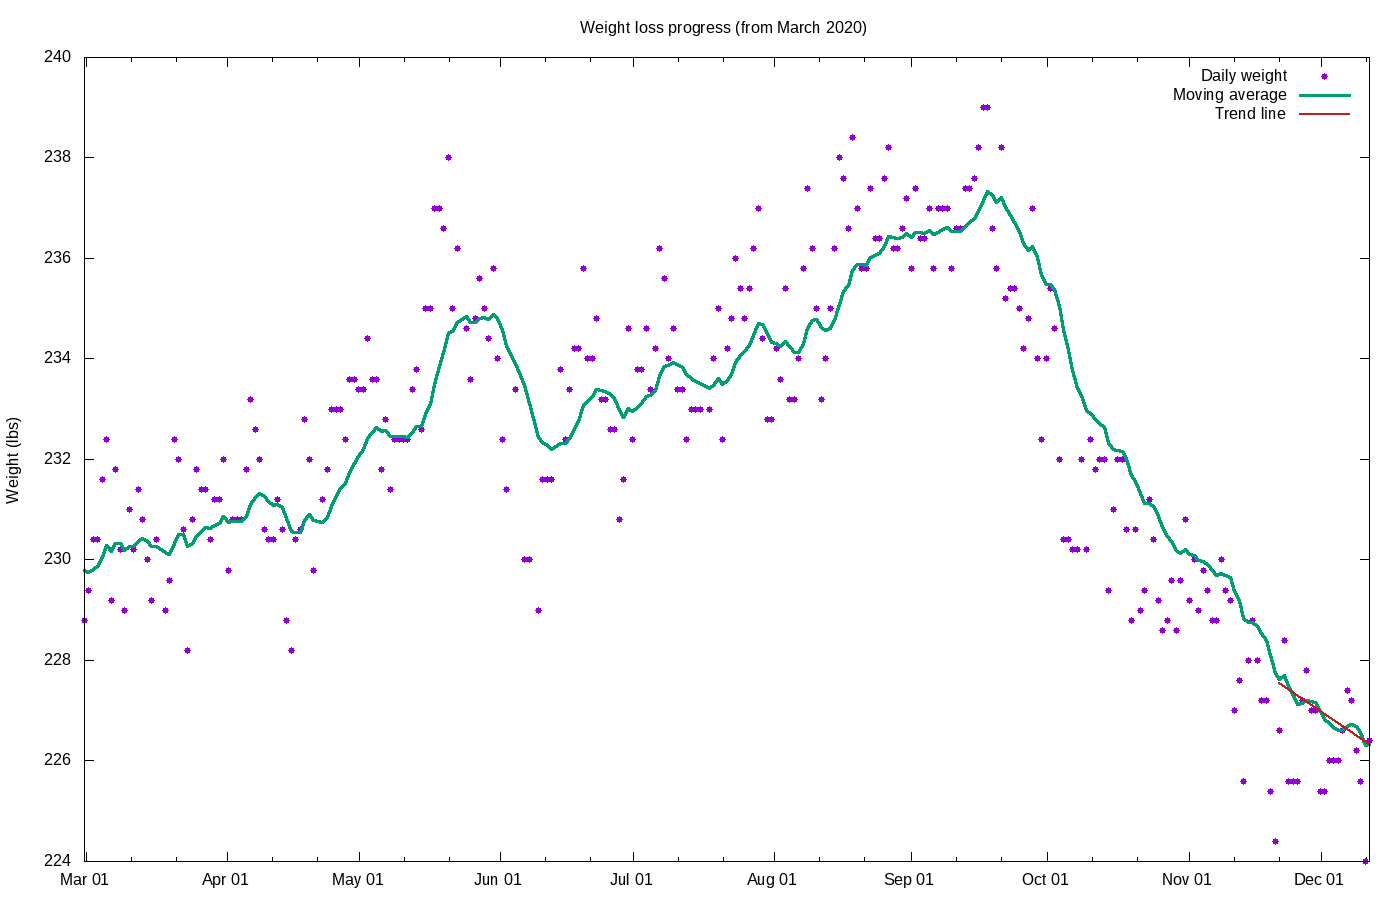 Weight loss progress (from March 2020)
240
238
236
234
232
230
228
226
224
Weight (lbs)
Daily weight
Moving average
Trend line
Mar 01 Apr 01 May 01 Jun 01 Jul 01 Aug 01 Sep 01 Oct 01 Nov 01 Dec 01